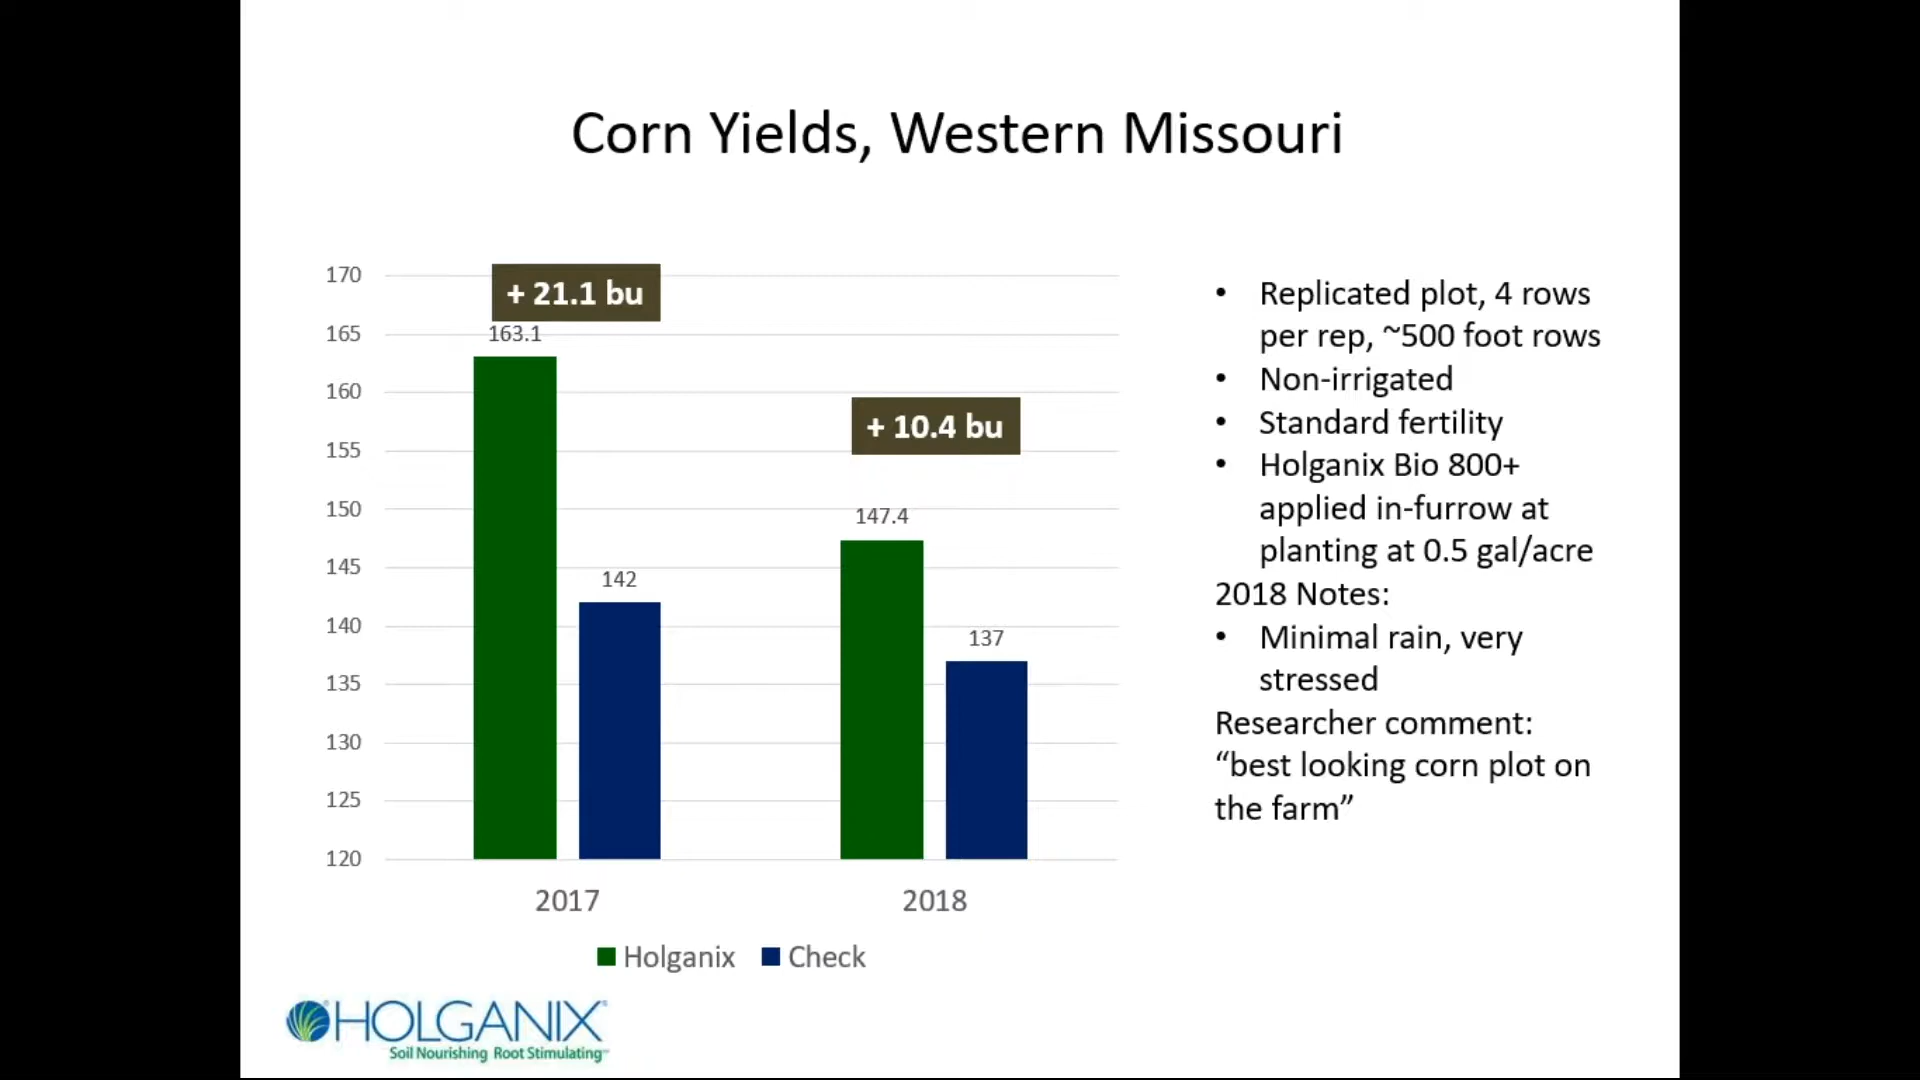 Corn Yields, Western Missouri
170
165
160
155
150
145
140
135
130
125
120
+ 21.1 bu
163.1
142
+ 10.4 bu
147.4
137
2017
2018
Holganix
Check
• Replicated plot, 4 rows
per rep, ~500 foot rows
• Non-irrigated
• Standard fertility
• Holganix Bio 800+
applied in-furrow at
planting at 0.5 gal/acre
2018 Notes:
• Minimal rain, very
stressed
Researcher comment:
“best looking corn plot on
the farm”
HOLGANIX®
Soil Nourishing Root Stimulating